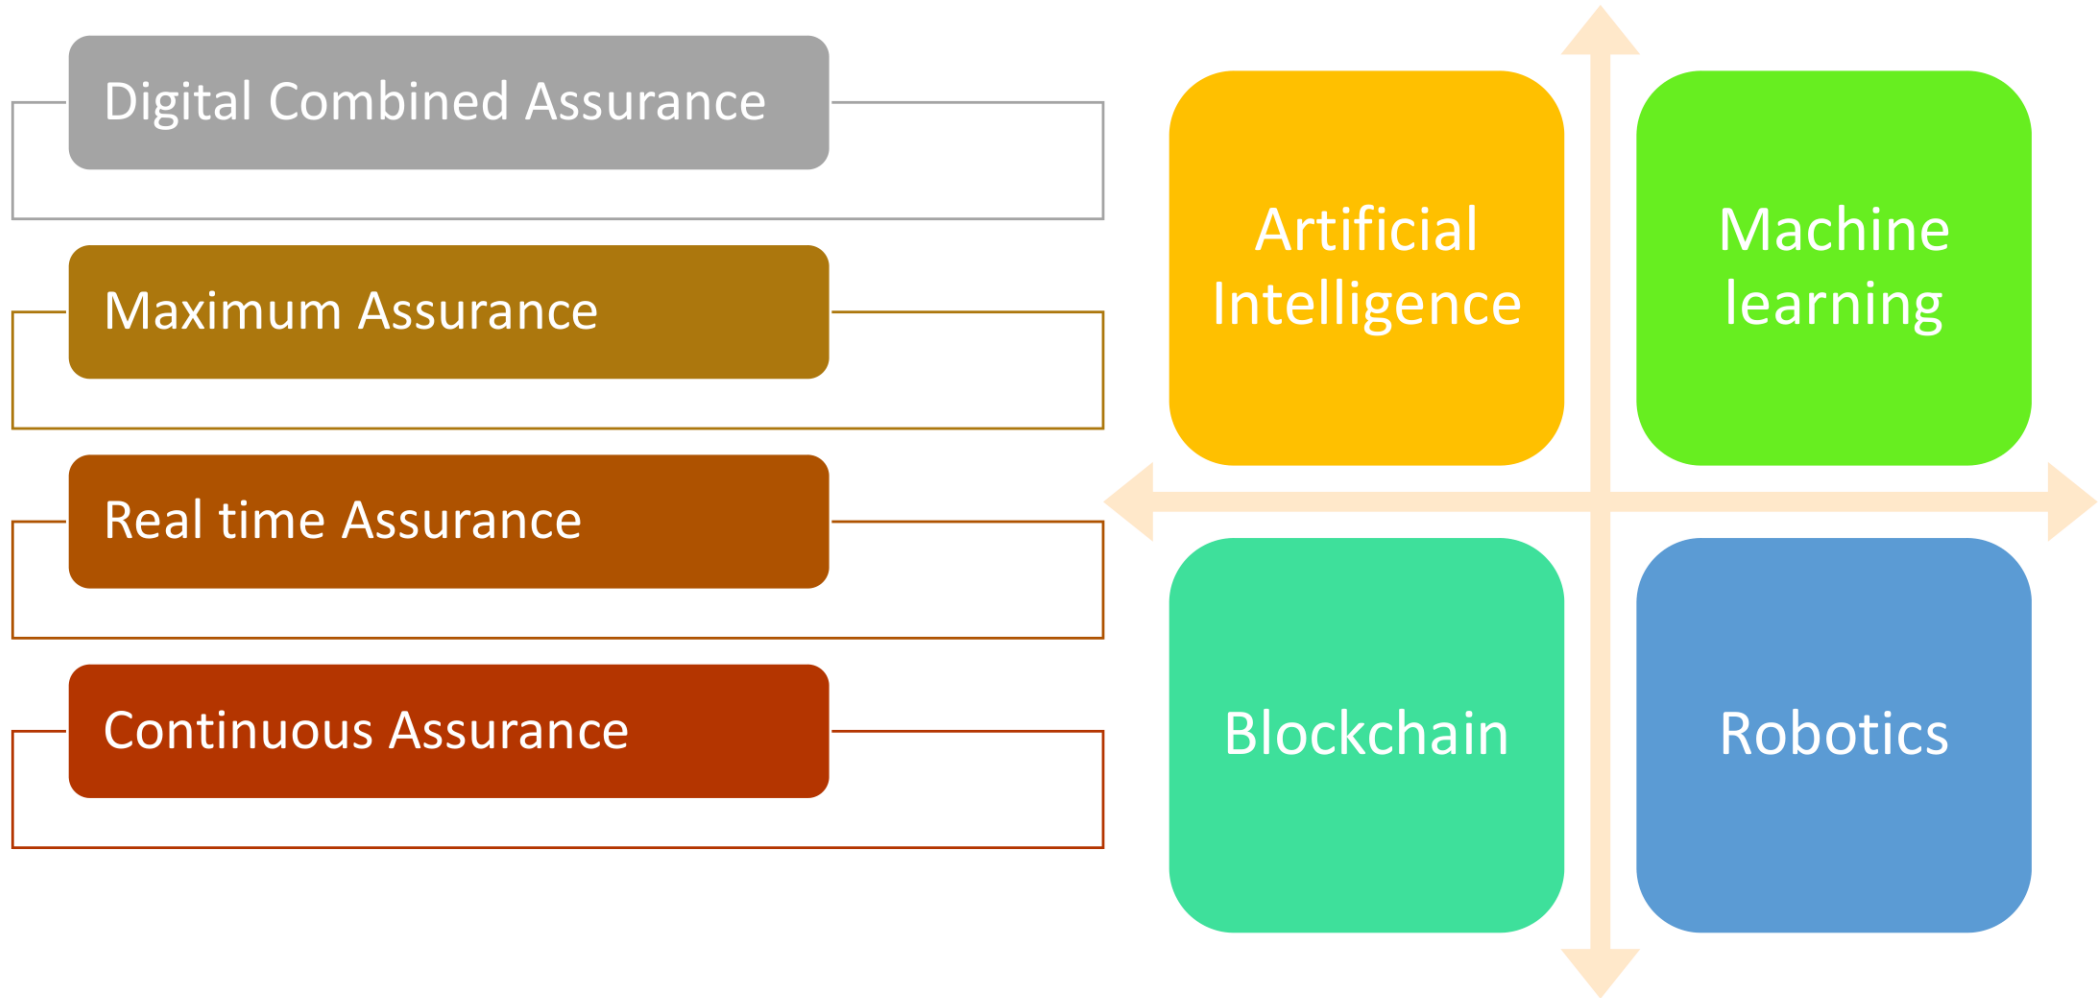 Digital Combined Assurance
Maximum Assurance
Real time Assurance
Continuous Assurance
Artificial
Intelligence
Machine
learning
Blockchain
Robotics